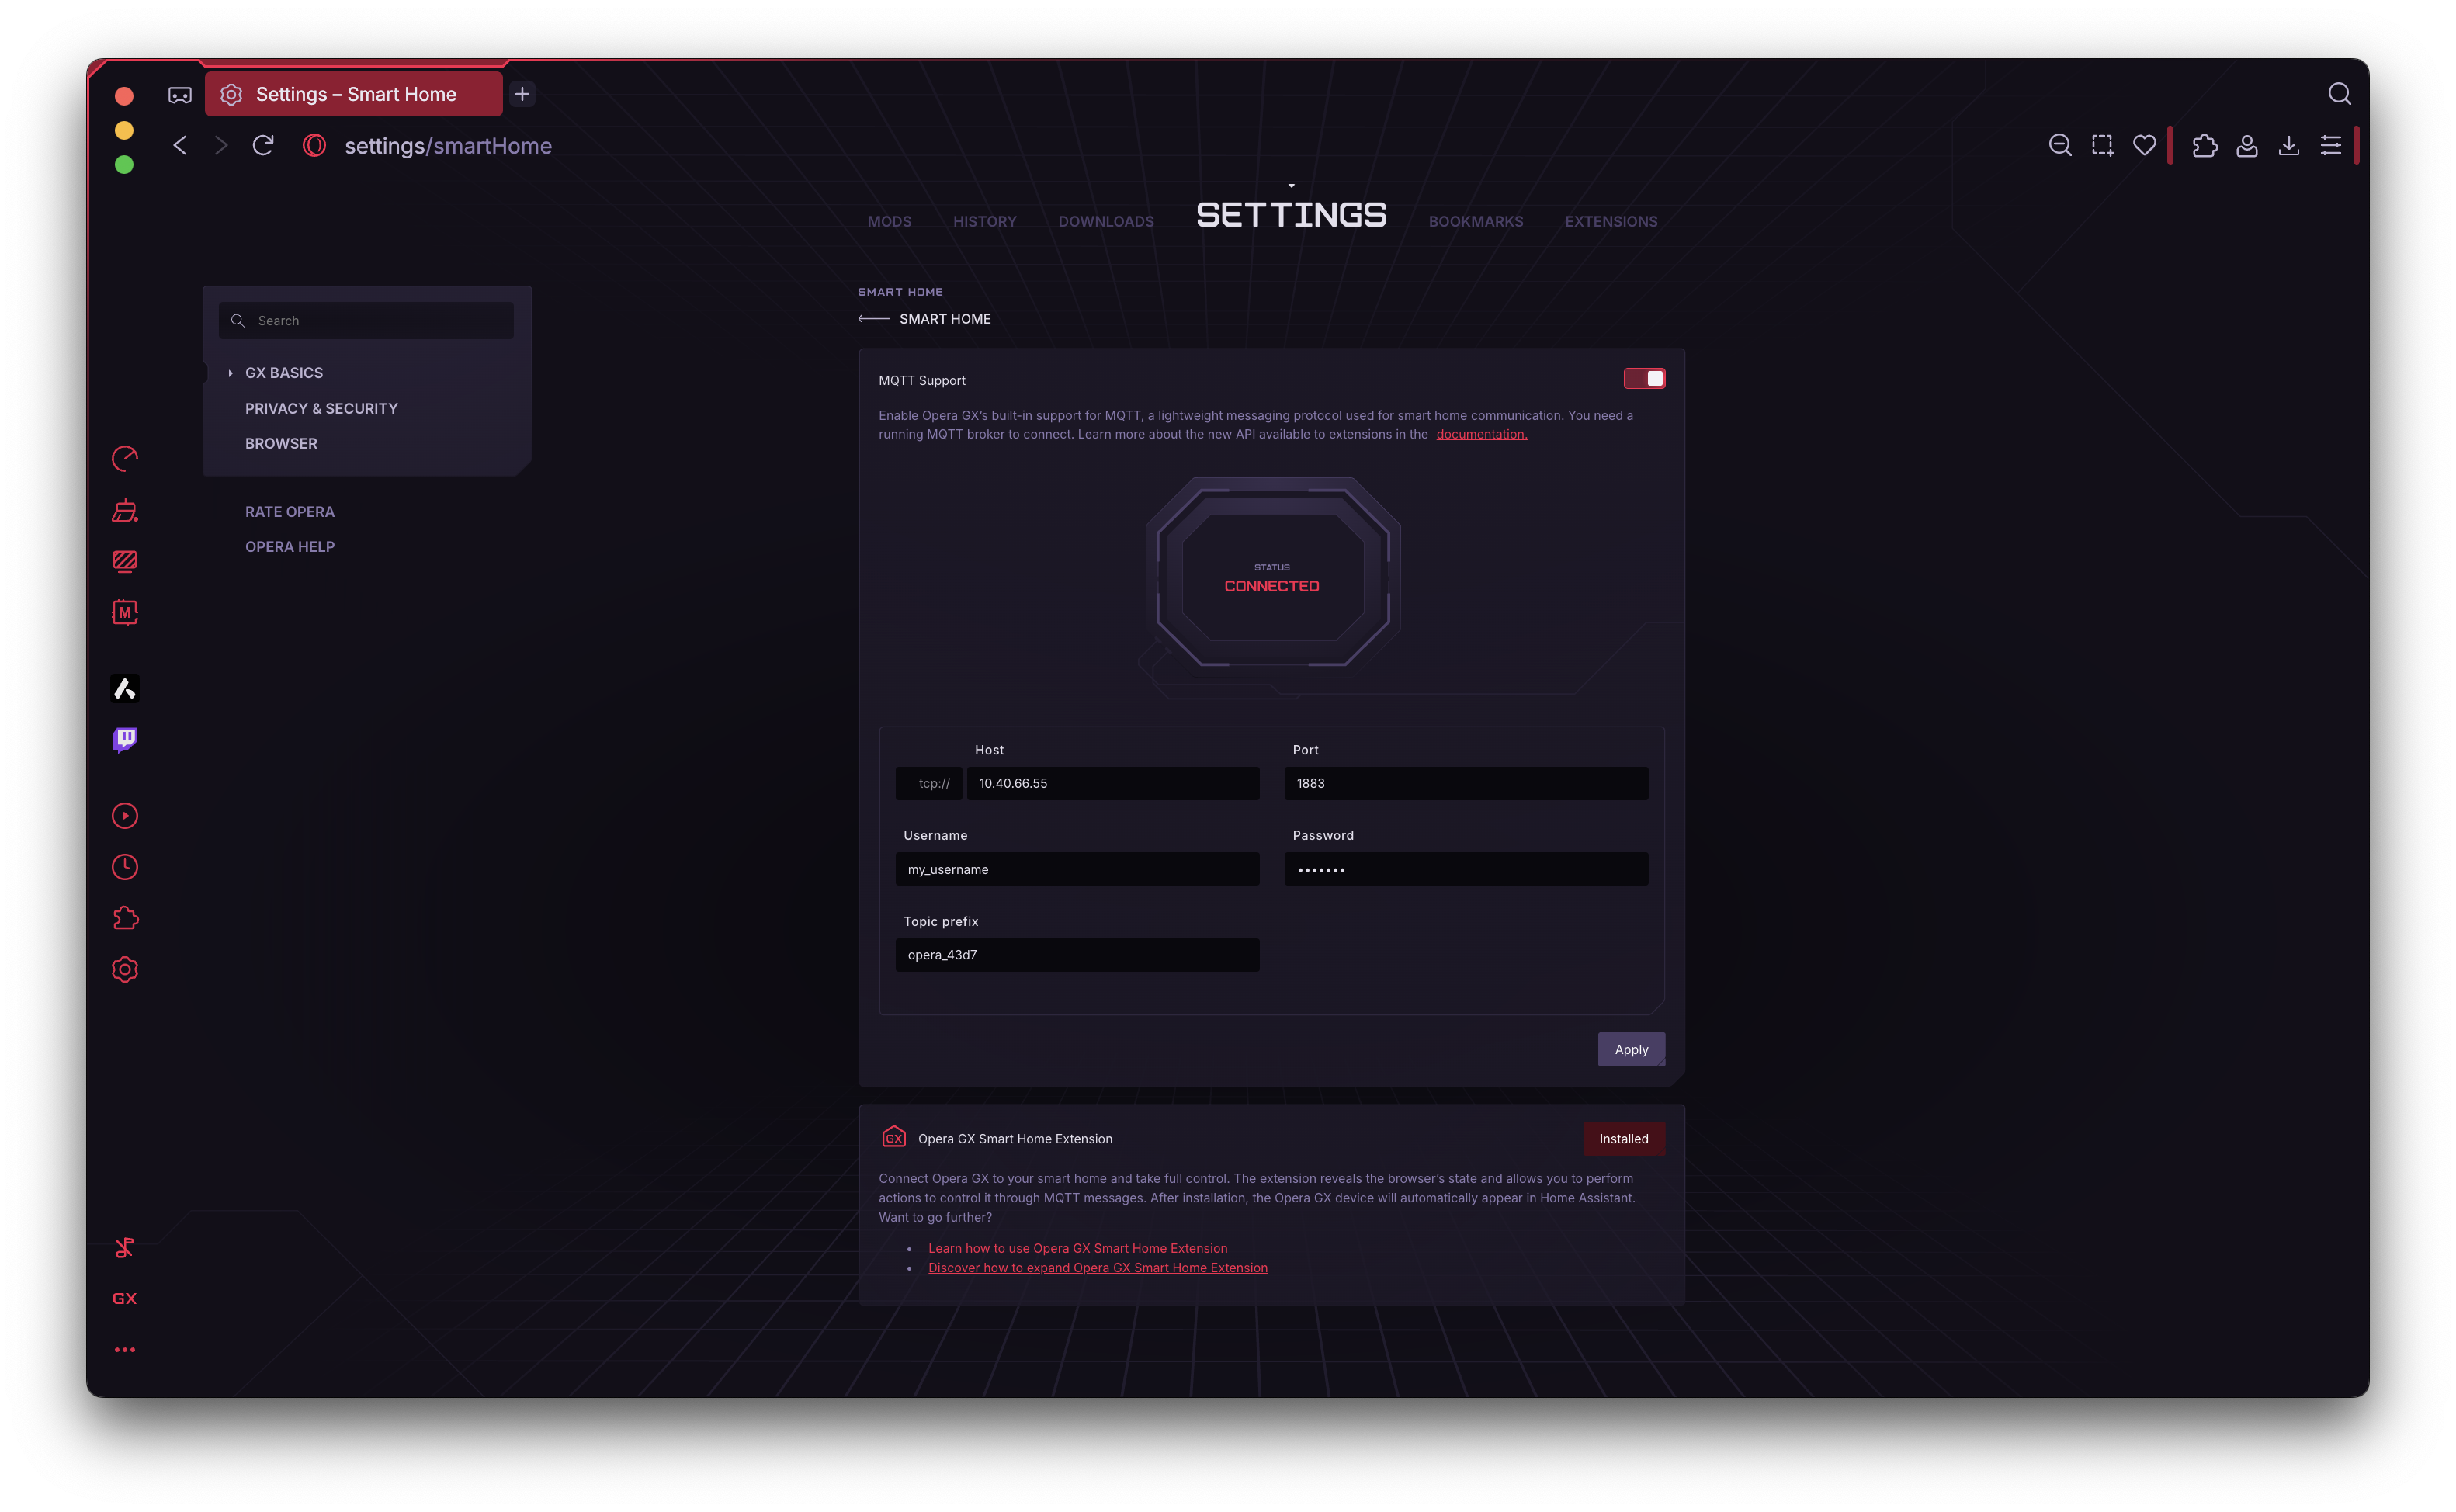 Settings – Smart Home
settings/smartHome
MODS
HISTORY
DOWNLOADS
SETTINGS
BOOKMARKS
EXTENSIONS
Search
GX BASICS
PRIVACY & SECURITY
BROWSER
RATE OPERA
OPERA HELP
M
GX
SMART HOME
SMART HOME
MQTT Support
Enable Opera GX’s built-in support for MQTT, a lightweight messaging protocol used for smart home communication. You need a
running MQTT broker to connect. Learn more about the new API available to extensions in the documentation.
STATUS
CONNECTED
Host
Port
tcp://
10.40.66.55
1883
Username
Password
my_username
•••••••
Topic prefix
opera_43d7
Apply
GX
Opera GX Smart Home Extension
Installed
Connect Opera GX to your smart home and take full control. The extension reveals the browser’s state and allows you to perform
actions to control it through MQTT messages. After installation, the Opera GX device will automatically appear in Home Assistant.
Want to go further?
• Learn how to use Opera GX Smart Home Extension
• Discover how to expand Opera GX Smart Home Extension